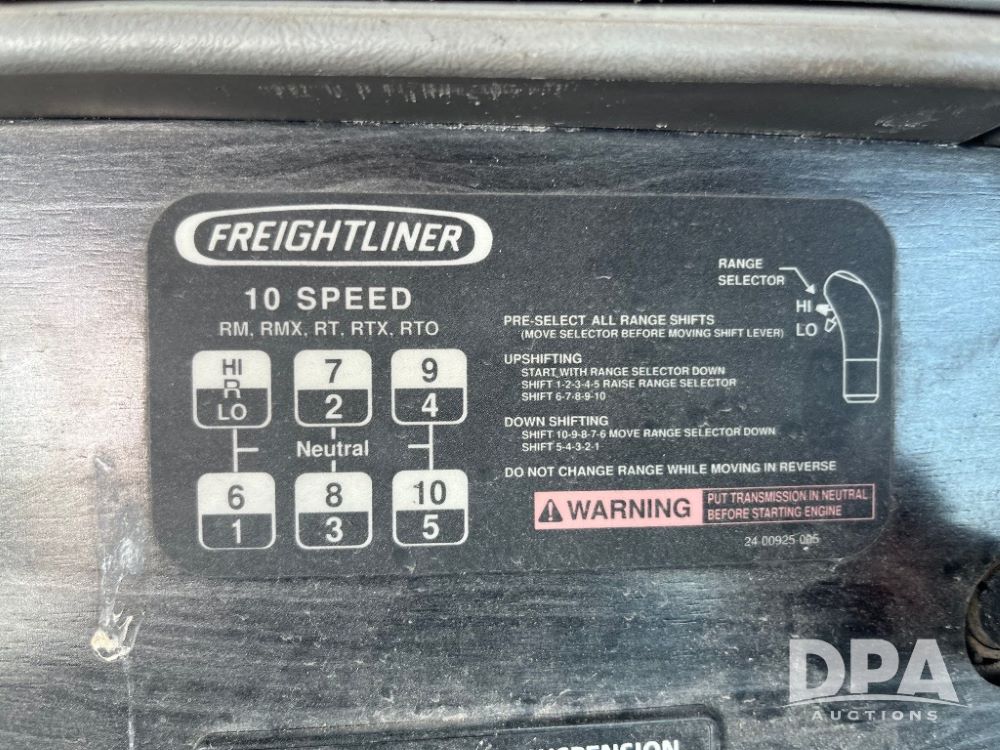 FREIGHTLINER
10 SPEED
RM, RMX, RT, RTX, RTO
HI
R
LO
7
2
9
4
Neutral
6
1
8
3
10
5
RANGE
SELECTOR
HI
LO
PRE-SELECT ALL RANGE SHIFTS
(MOVE SELECTOR BEFORE MOVING SHIFT LEVER)
UPSHIFTING
START WITH RANGE SELECTOR DOWN
SHIFT 1-2-3-4-5 RAISE RANGE SELECTOR
SHIFT 6-7-8-9-10
DOWN SHIFTING
SHIFT 10-9-8-7-6 MOVE RANGE SELECTOR DOWN
SHIFT 5-4-3-2-1
DO NOT CHANGE RANGE WHILE MOVING IN REVERSE
WARNING
PUT TRANSMISSION IN NEUTRAL
BEFORE STARTING ENGINE
24-00925-005
DPA
AUCTIONS